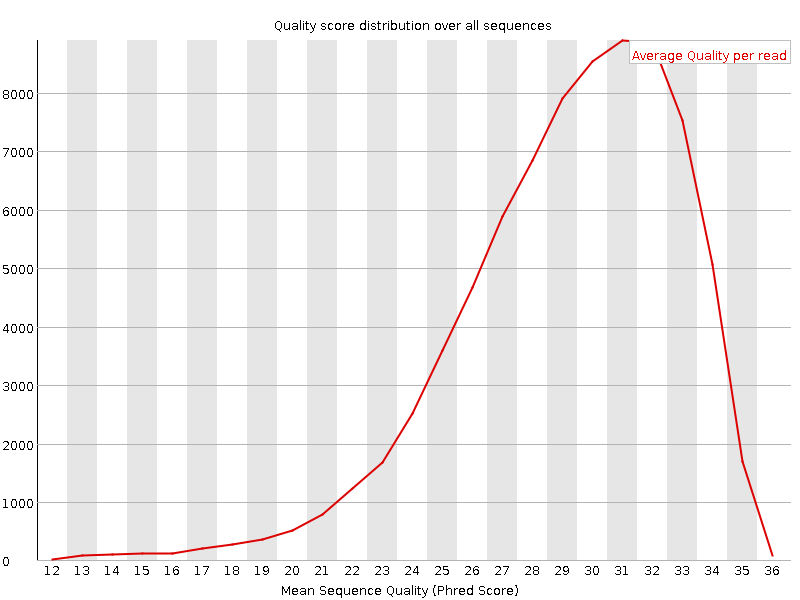 Quality score distribution over all sequences
Average Quality per read
8000
7000
6000
5000
4000
3000
2000
1000
0
12 13 14 15 16 17 18 19 20 21 22 23 24 25 26 27 28 29 30 31 32 33 34 35 36
Mean Sequence Quality (Phred Score)